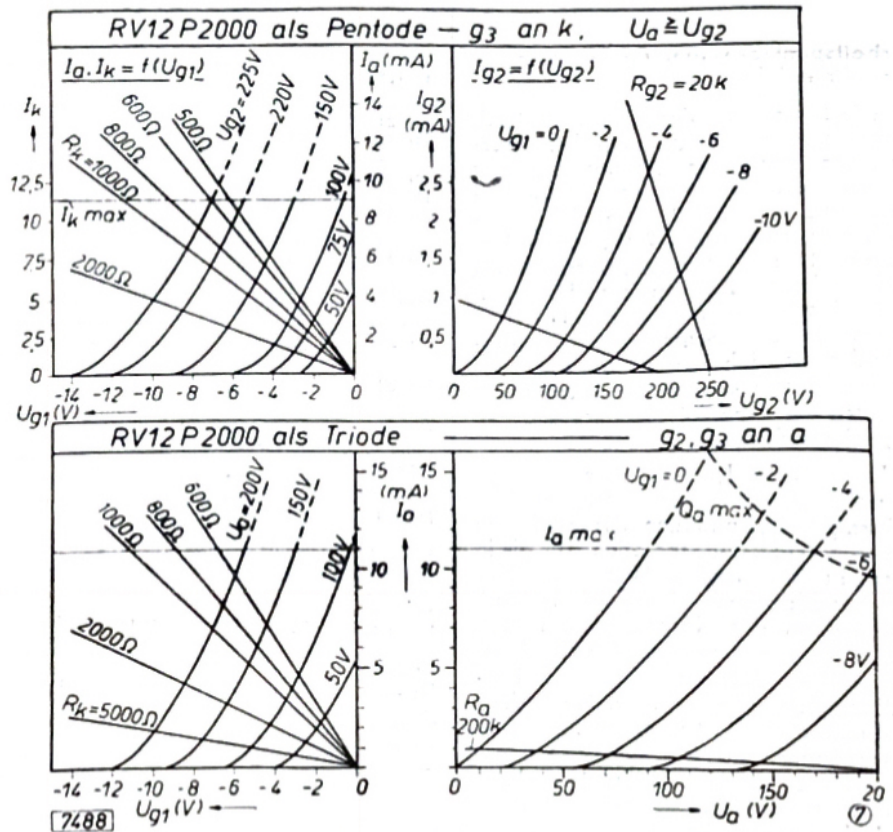 RV12P2000 als Pentode – g3 an k, Ua ≧ Ug2
Ia, Ik = f(Ug1)
Ia (mA)
Ik
Rk=1000Ω
800Ω
600Ω
500Ω
2000Ω
Ug2=225V
220V
150V
100V
75V
50V
Ik max
12,5
10
7,5
5
2,5
0
14
12
10
8
6
4
2
-14 -12 -10 -8 -6 -4 -2 0
Ug1 (V)
Ig2 = f(Ug2)
Rg2=20k
Ig2
(mA)
Ug1=0
-2
-4
-6
-8
-10V
2,5
2
1,5
1
0,5
0 50 100 150 200 250
Ug2 (V)
RV12P2000 als Triode g2, g3 an a
1000Ω
800Ω
600Ω
2000Ω
Rk=5000Ω
Ua=200V
150V
100V
50V
15
(mA)
Ia
10
5
-14 -12 -10 -8 -6 -4 -2 0
Ug1 (V)
7488
15
10
5
Ug1=0
-2
-4
-6
-8V
Qa max
Ia max
Ra
200k
0 50 100 150 20
Ua (V)
7